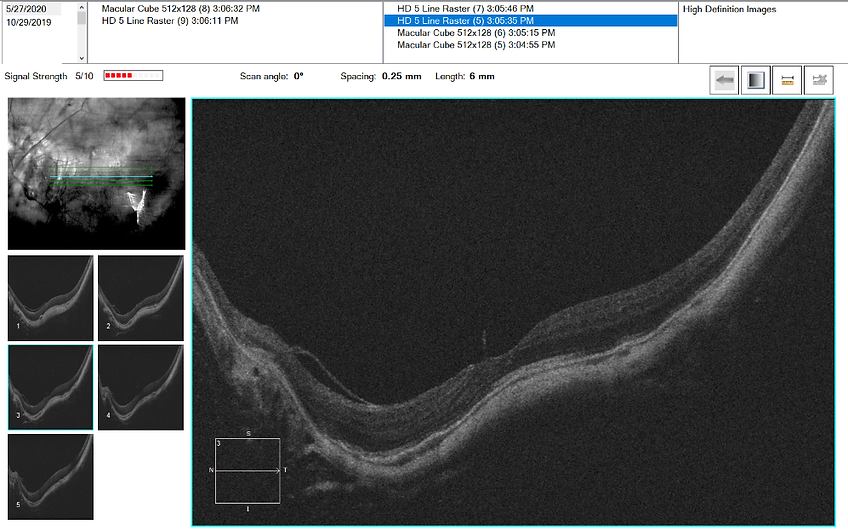 5/27/2020
10/29/2019
Macular Cube 512x128 (8) 3:06:32 PM
HD 5 Line Raster (9) 3:06:11 PM
HD 5 Line Raster (7) 3:05:46 PM
HD 5 Line Raster (5) 3:05:35 PM
Macular Cube 512x128 (6) 3:05:15 PM
Macular Cube 512x128 (5) 3:04:55 PM
High Definition Images
Signal Strength 5/10
Scan angle: 0° Spacing: 0.25 mm Length: 6 mm
1
2
3
4
5
S
3
N T
I